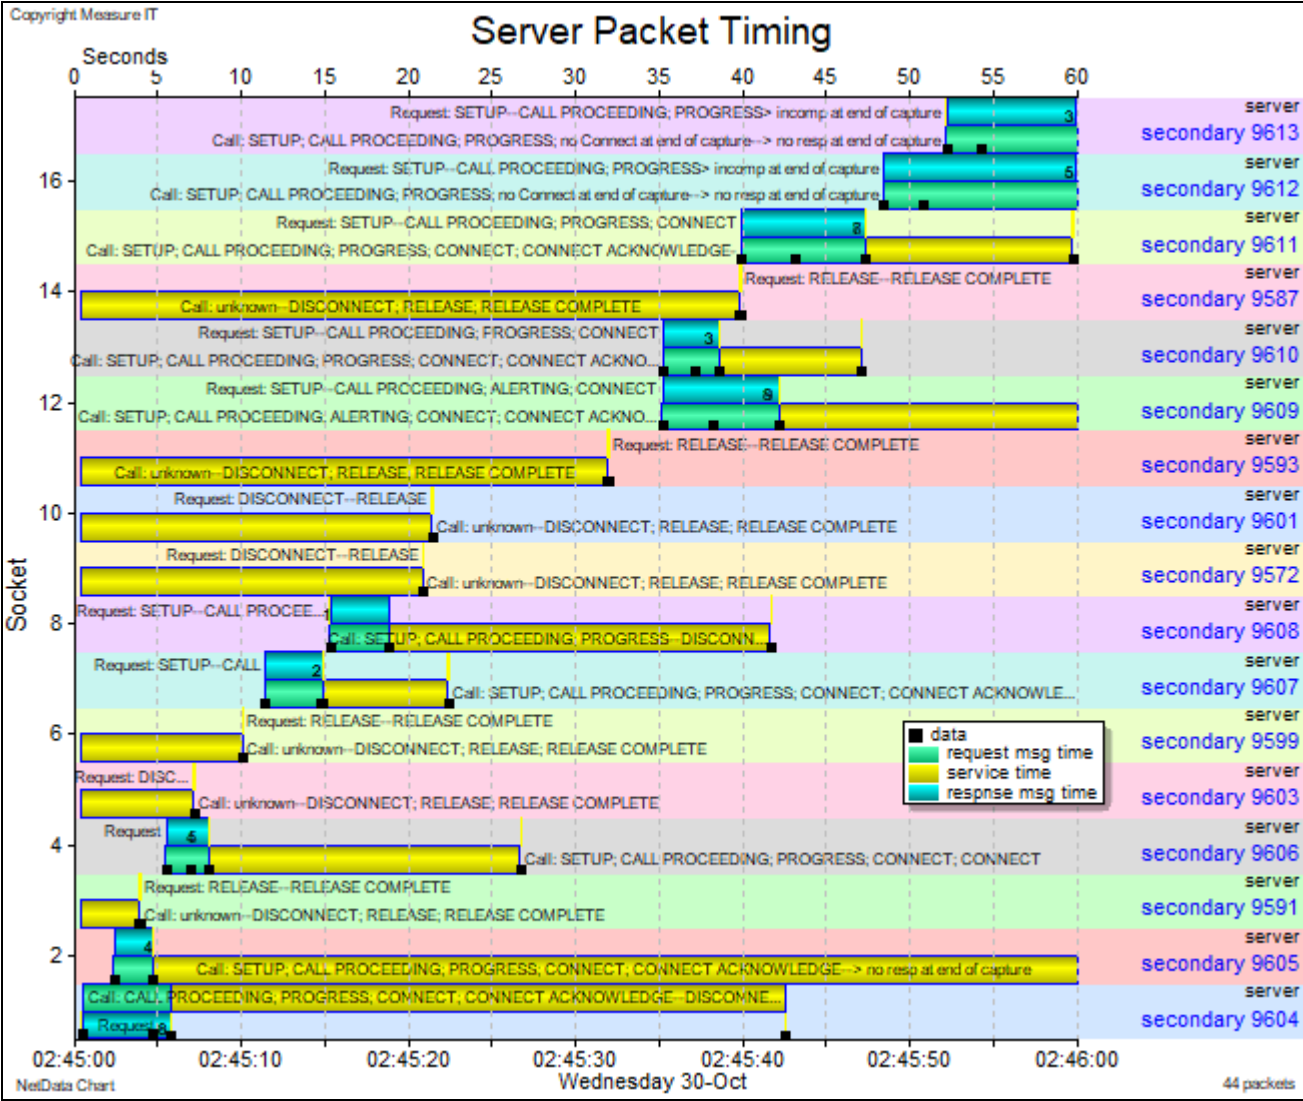 Copyright Measure IT
Server Packet Timing
Seconds
0 5 10 15 20 25 30 35 40 45 50 55 60
Request: SETUP--CALL PROCEEDING; PROGRESS> incomp at end of capture 3 server
Call: SETUP; CALL PROCEEDING; PROGRESS; no Connect at end of capture--> no resp at end of capture secondary 9613
Request: SETUP--CALL PROCEEDING; PROGRESS> incomp at end of capture 5 server
16 Call: SETUP; CALL PROCEEDING; PROGRESS; no Connect at end of capture--> no resp at end of capture secondary 9612
Request: SETUP--CALL PROCEEDING; PROGRESS; CONNECT server
Call: SETUP; CALL PROCEEDING; PROGRESS; CONNECT; CONNECT ACKNOWLEDGE- secondary 9611
Request: RELEASE--RELEASE COMPLETE server
14 Call: unknown--DISCONNECT; RELEASE; RELEASE COMPLETE secondary 9587
Request: SETUP--CALL PROCEEDING; PROGRESS; CONNECT 3 server
Call: SETUP; CALL PROCEEDING; PROGRESS; CONNECT; CONNECT ACKNO... secondary 9610
Request: SETUP--CALL PROCEEDING; ALERTING; CONNECT server
12 Call: SETUP; CALL PROCEEDING; ALERTING; CONNECT; CONNECT ACKNO... secondary 9609
Request: RELEASE--RELEASE COMPLETE server
Call: unknown--DISCONNECT; RELEASE; RELEASE COMPLETE secondary 9593
Request: DISCONNECT--RELEASE server
10 Call: unknown--DISCONNECT; RELEASE; RELEASE COMPLETE secondary 9601
Request: DISCONNECT--RELEASE server
Call: unknown--DISCONNECT; RELEASE; RELEASE COMPLETE secondary 9572
Request: SETUP--CALL PROCEE... 1 server
8 Call: SETUP; CALL PROCEEDING; PROGRESS--DISCONN... secondary 9608
Request: SETUP--CALL 2 server
Call: SETUP; CALL PROCEEDING; PROGRESS; CONNECT; CONNECT ACKNOWLE... secondary 9607
Request: RELEASE--RELEASE COMPLETE server
6 Call: unknown--DISCONNECT; RELEASE; RELEASE COMPLETE secondary 9599
Request: DISC... server
Call: unknown--DISCONNECT; RELEASE; RELEASE COMPLETE secondary 9603
Request server
4 Call: SETUP; CALL PROCEEDING; PROGRESS; CONNECT; CONNECT secondary 9606
Request: RELEASE--RELEASE COMPLETE server
Call: unknown--DISCONNECT; RELEASE; RELEASE COMPLETE secondary 9591
4 server
2 Call: SETUP; CALL PROCEEDING; PROGRESS; CONNECT; CONNECT ACKNOWLEDGE--> no resp at end of capture secondary 9605
Call: CALL PROCEEDING; PROGRESS; CONNECT; CONNECT ACKNOWLEDGE--DISCONNE... server
Request secondary 9604
Socket
data
request msg time
service time
respnse msg time
02:45:00 02:45:10 02:45:20 02:45:30 02:45:40 02:45:50 02:46:00
Wednesday 30-Oct
NetData Chart
44 packets